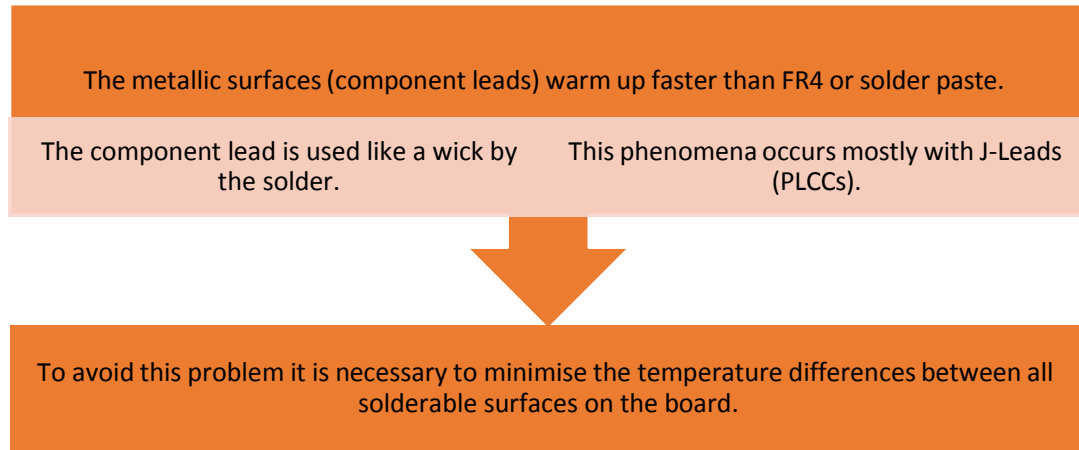 The metallic surfaces (component leads) warm up faster than FR4 or solder paste.
The component lead is used like a wick by
the solder.
This phenomena occurs mostly with J-Leads
(PLCCs).
To avoid this problem it is necessary to minimise the temperature differences between all
solderable surfaces on the board.